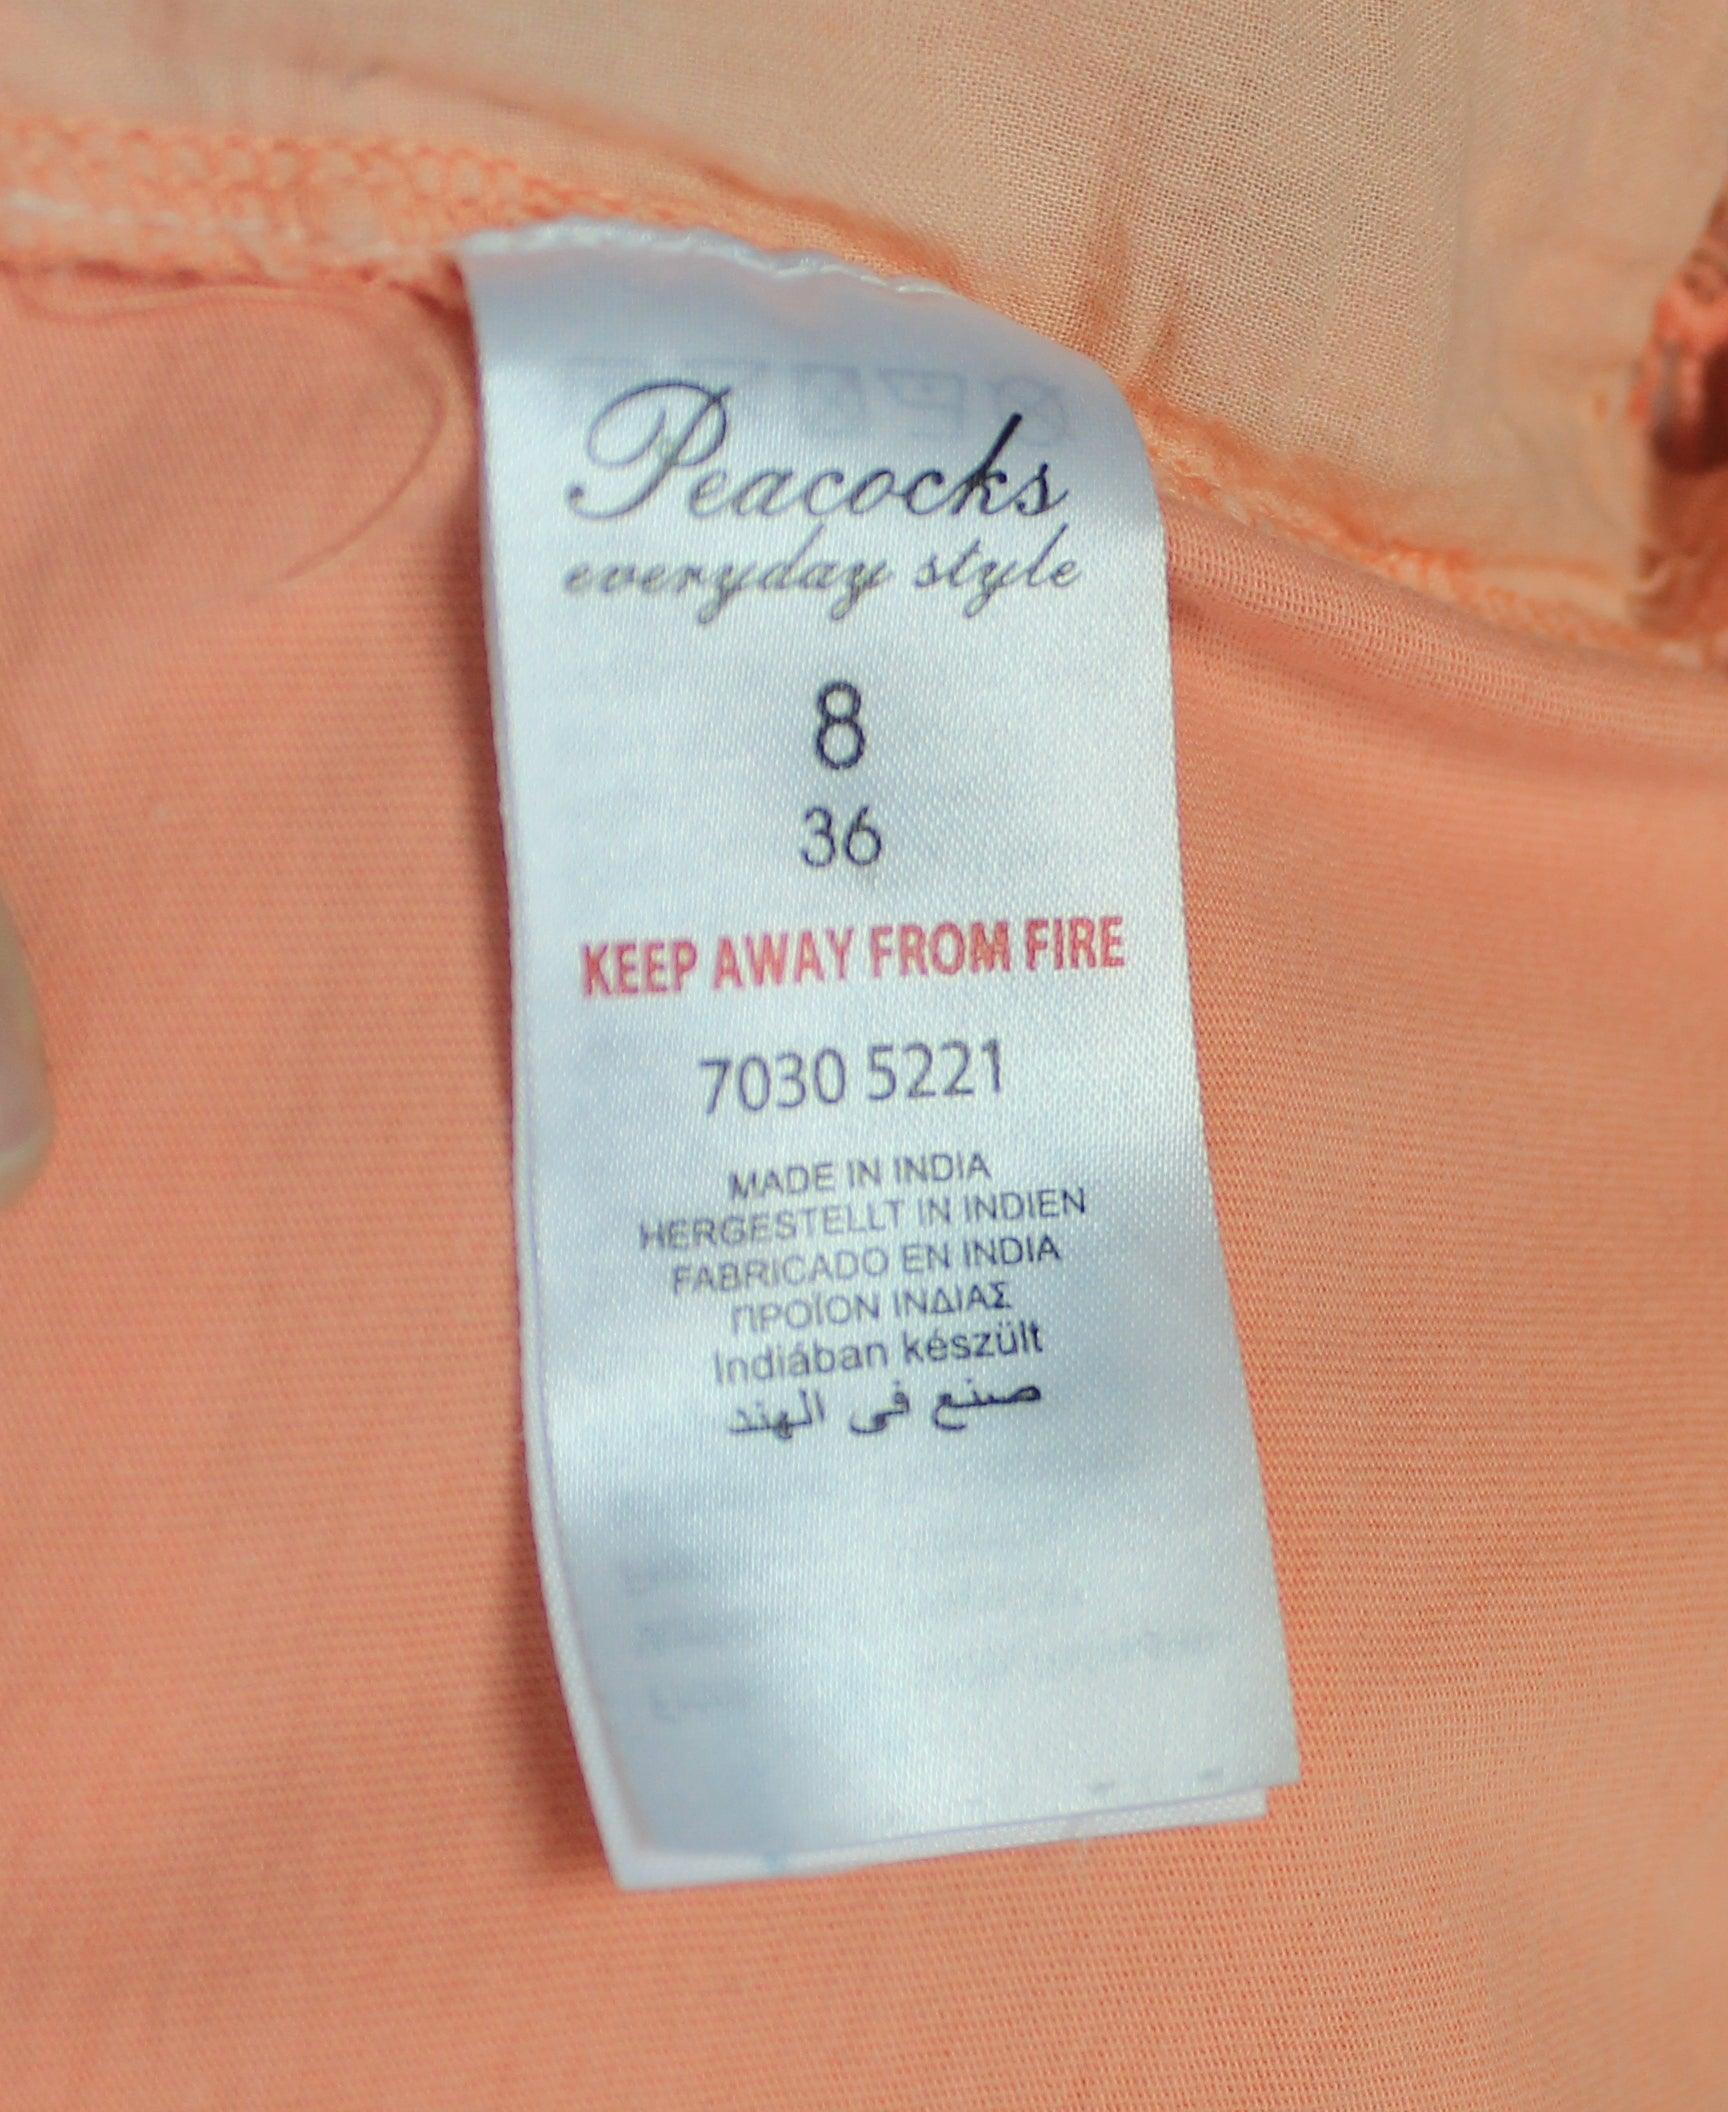 Peacocks
everyday style
8
36
KEEP AWAY FROM FIRE
7030 5221
MADE IN INDIA
HERGESTELLT IN INDIEN
FABRICADO EN INDIA
ΠΡΟΪΟΝ ΙΝΔΙΑΣ
Indiában készült
صنع في الهند